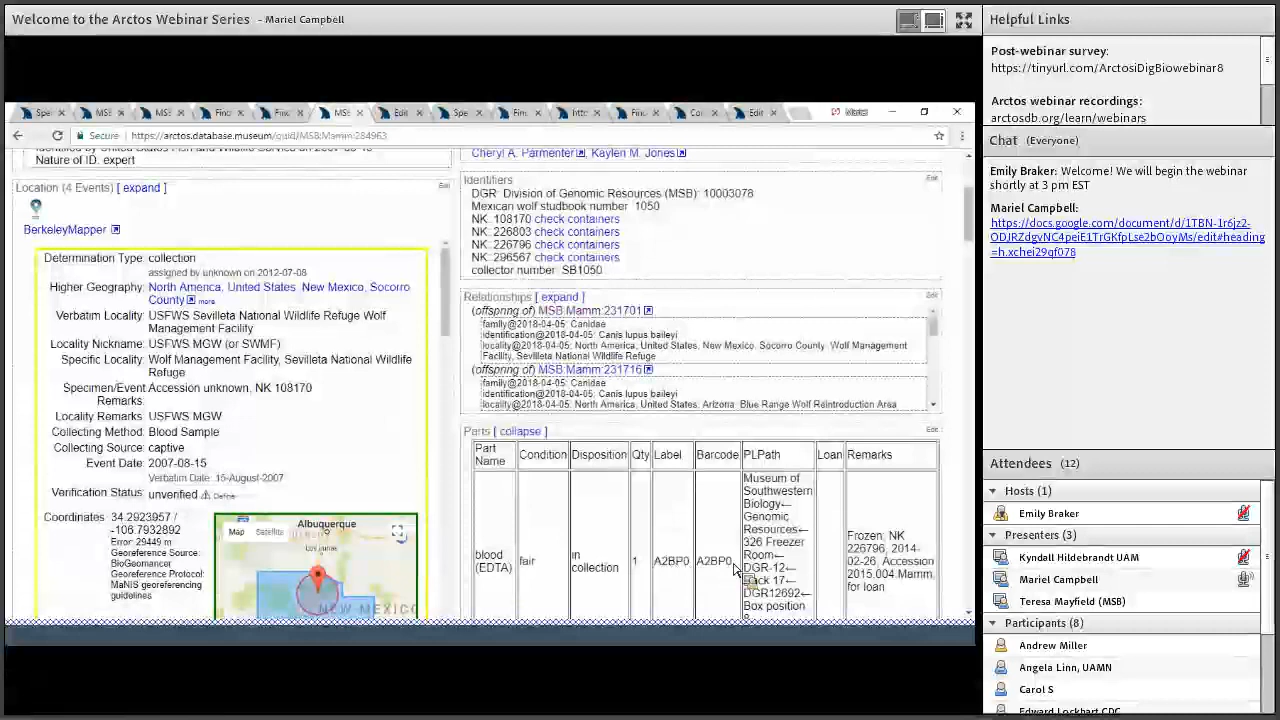 Welcome to the Arctos Webinar Series - Mariel Campbell
Secure | https://arctos.database.museum/guid/MSB:Mamm:284963
Nature of ID: expert
Location (4 Events) [ expand ]
Edit
BerkeleyMapper
Determination Type: collection
assigned by unknown on 2012-07-08
Higher Geography: North America, United States, New Mexico, Socorro
County more
Verbatim Locality: USFWS Sevilleta National Wildlife Refuge Wolf
Management Facility
Locality Nickname: USFWS MGW (or SWMF)
Specific Locality: Wolf Management Facility, Sevilleta National Wildlife
Refuge
Specimen/Event Accession unknown, NK 108170
Remarks:
Locality Remarks: USFWS MGW
Collecting Method: Blood Sample
Collecting Source: captive
Event Date: 2007-08-15
Verbatim Date: 15-August-2007
Verification Status: unverified Define
Coordinates: 34.2923957 /
-106.7932892
Error: 29449 m
Georeference Source:
BioGeomancer
Georeference Protocol:
MaNIS georeferencing
guidelines
Map Satellite
Albuquerque
Los Lunas
NEW MEXICO
Cheryl A. Parmenter, Kaylen M. Jones
Identifiers
Edit
DGR: Division of Genomic Resources (MSB): 10003078
Mexican wolf studbook number 1050
NK: 108170 check containers
NK: 226803 check containers
NK: 226796 check containers
NK: 296567 check containers
collector number SB1050
Relationships [ expand ]
Edit
(offspring of) MSB:Mamm:231701
family@2018-04-05: Canidae
identification@2018-04-05: Canis lupus baileyi
locality@2018-04-05: North America, United States, New Mexico, Socorro County: Wolf Management
Facility, Sevilleta National Wildlife Refuge
(offspring of) MSB:Mamm:231716
family@2018-04-05: Canidae
identification@2018-04-05: Canis lupus baileyi
locality@2018-04-05: North America, United States, Arizona: Blue Range Wolf Reintroduction Area
Parts [ collapse ]
Edit
Part Name Condition Disposition Qty Label Barcode PLPath Loan Remarks
blood (EDTA) fair in collection 1 A2BP0 A2BP0
Museum of
Southwestern
Biology←
Genomic
Resources←
326 Freezer
Room←
DGR-12←
17←
DGR12692←
Box position
Frozen; NK
226796, 2014-
02-26, Accession
2015.004.Mamm,
for loan
Helpful Links
Post-webinar survey:
https://tinyurl.com/ArctosiDigBiowebinar8
Arctos webinar recordings:
arctosdb.org/learn/webinars
Chat (Everyone)
Emily Braker: Welcome! We will begin the webinar
shortly at 3 pm EST
Mariel Campbell:
https://docs.google.com/document/d/1TBN-1r6jz2-
ODJRZdgvNC4peiE1TrGKfpLse2bOoyMs/edit#heading
=h.xchei29qf078
Attendees (12)
Hosts (1)
Emily Braker
Presenters (3)
Kyndall Hildebrandt UAM
Mariel Campbell
Teresa Mayfield (MSB)
Participants (8)
Andrew Miller
Angela Linn, UAMN
Carol S
Edward Lockhart CDC